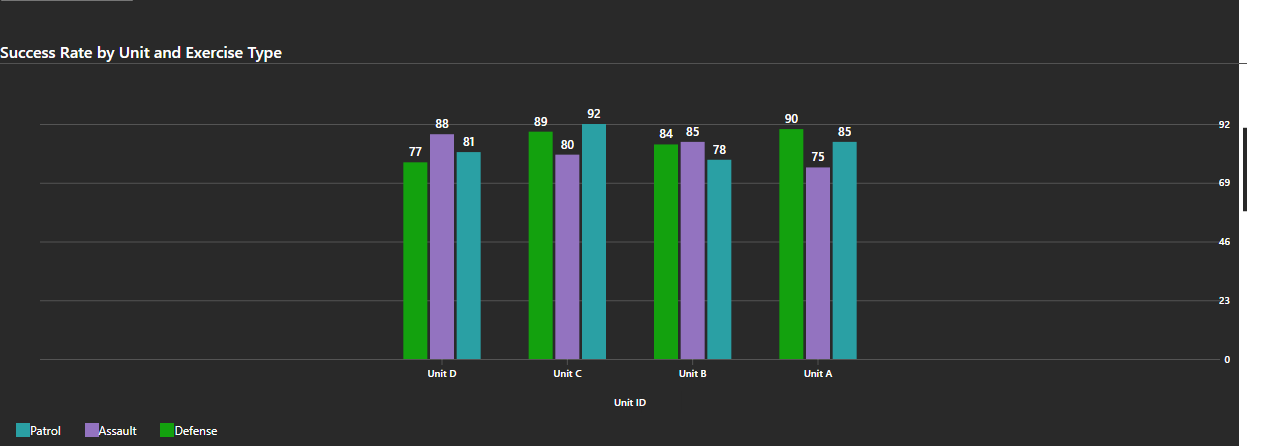 Success Rate by Unit and Exercise Type
77 88 81 89 80 92 84 85 78 90 75 85
92
69
46
23
0
Unit D Unit C Unit B Unit A
Unit ID
Patrol Assault Defense